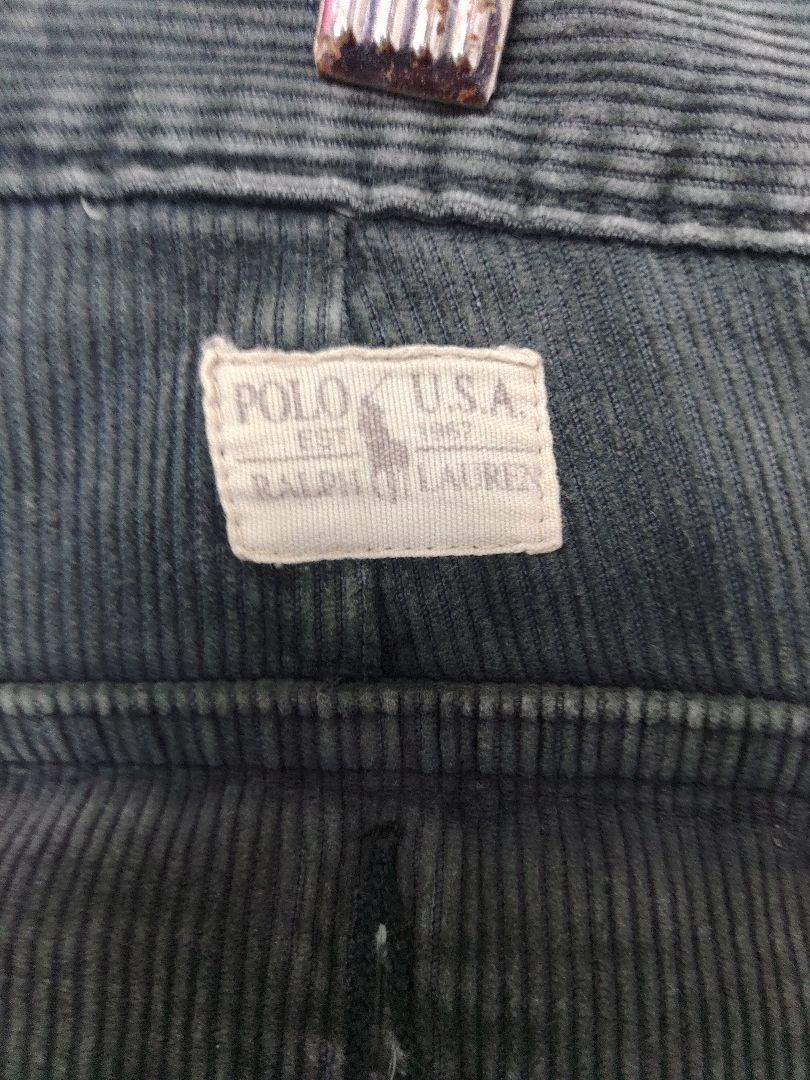 POLO U.S.A.
EST 1967
RALPH LAUREN